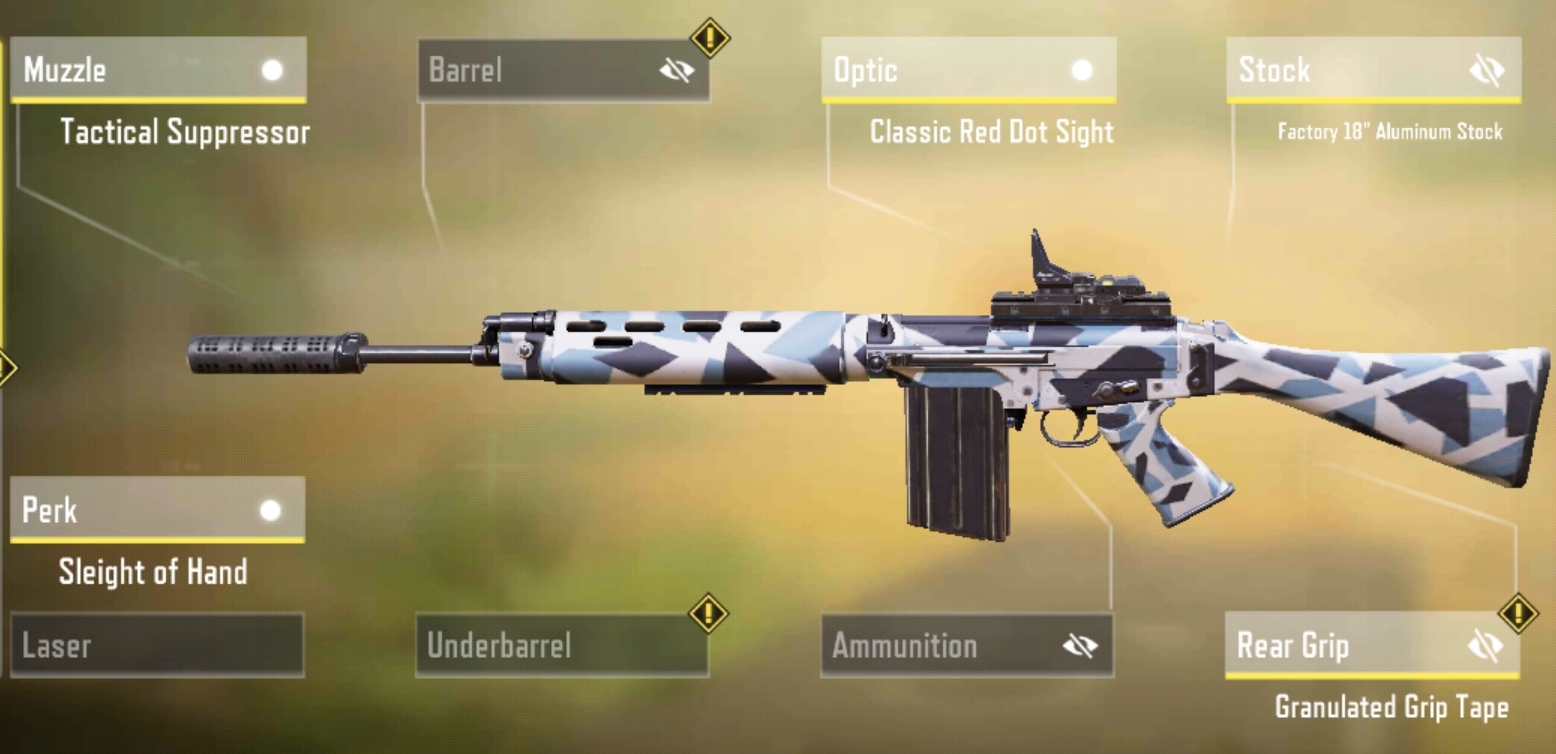 Muzzle
Tactical Suppressor
Barrel
Optic
Classic Red Dot Sight
Stock
Factory 18" Aluminum Stock
Perk
Sleight of Hand
Laser
Underbarrel
Ammunition
Rear Grip
Granulated Grip Tape